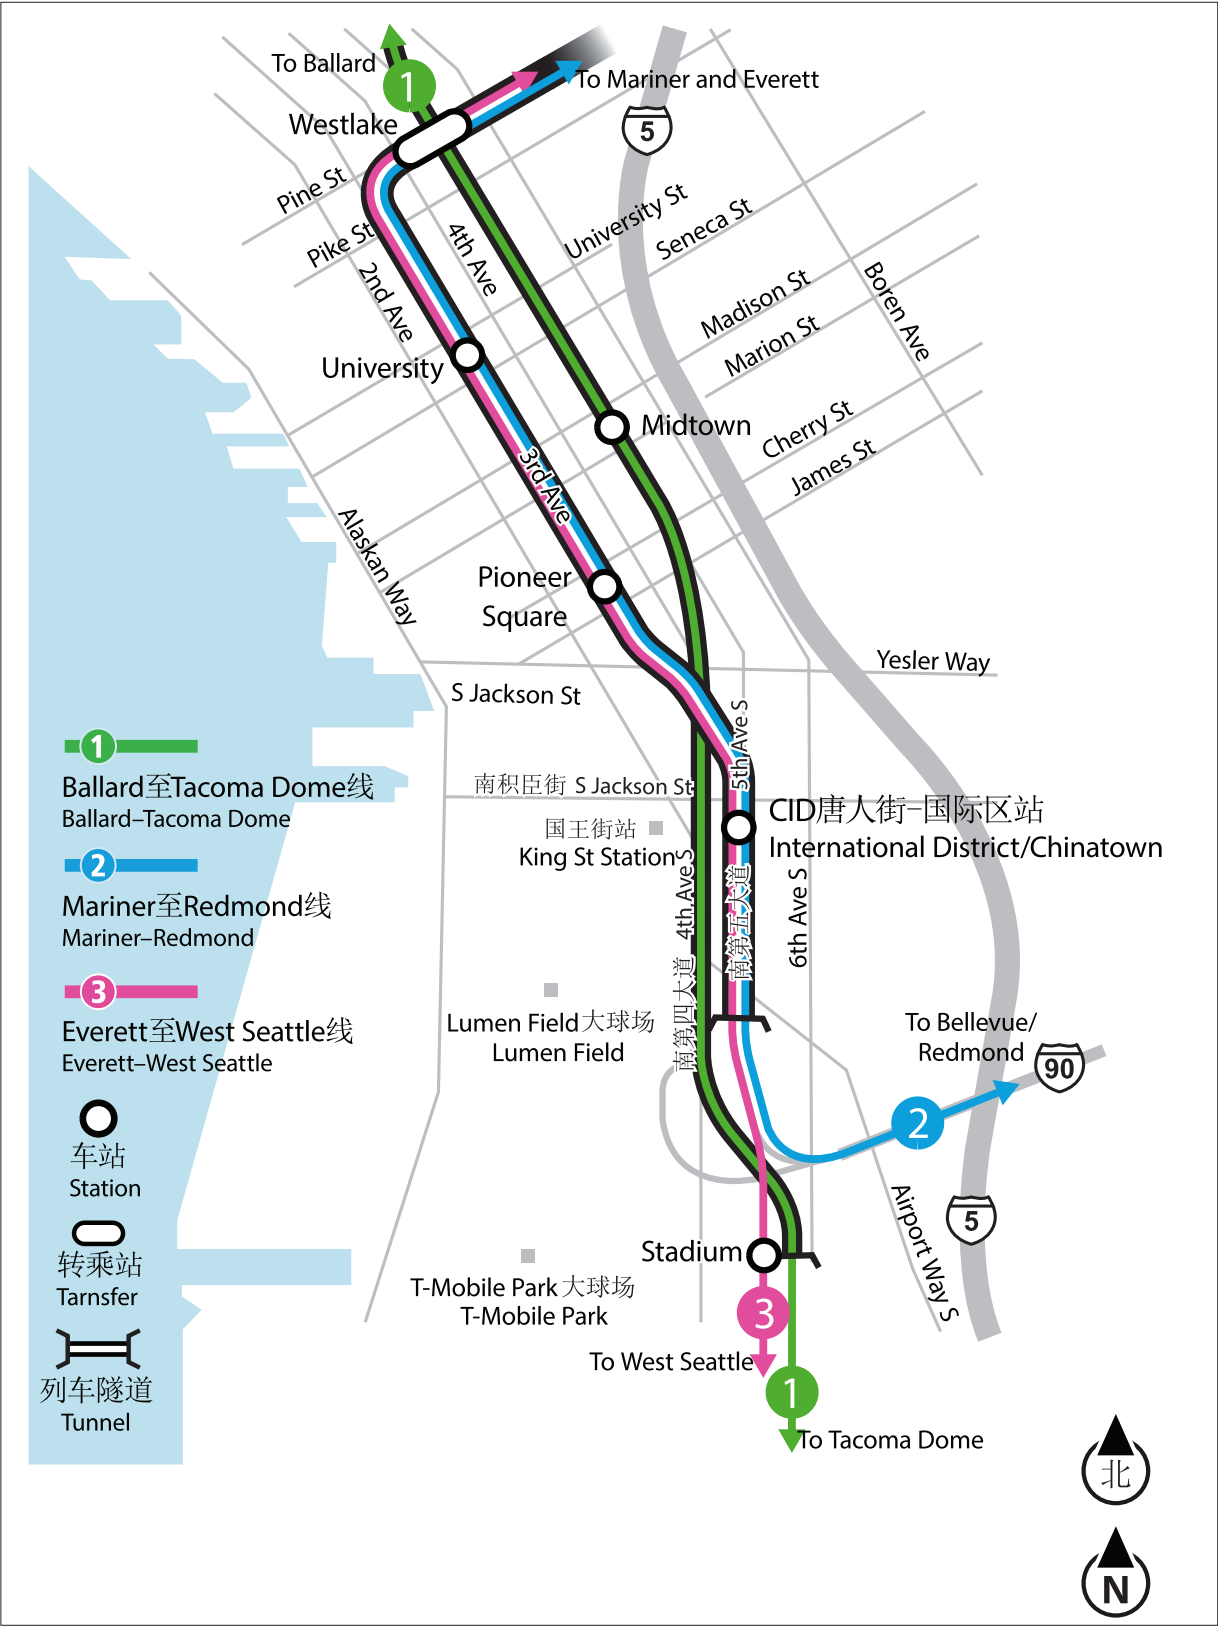 To Ballard
1
To Mariner and Everett
Westlake
5
Pine St
Pike St
2nd Ave
4th Ave
University St
Seneca St
Madison St
Marion St
Boren Ave
University
Midtown
Cherry St
James St
3rd Ave
Alaskan Way
Pioneer
Square
Yesler Way
S Jackson St
5th Ave S
南积臣街 S Jackson St
CID唐人街–国际区站
International District/Chinatown
国王街站
King St Station
4th Ave S
南第四大道
南第五大道
6th Ave S
1
Ballard至Tacoma Dome线
Ballard–Tacoma Dome
2
Mariner至Redmond线
Mariner–Redmond
3
Everett至West Seattle线
Everett–West Seattle
车站
Station
转乘站
Tarnsfer
列车隧道
Tunnel
Lumen Field大球场
Lumen Field
To Bellevue/
Redmond
90
2
Airport Way S
5
Stadium
T-Mobile Park大球场
T-Mobile Park
3
To West Seattle
1
To Tacoma Dome
北
N